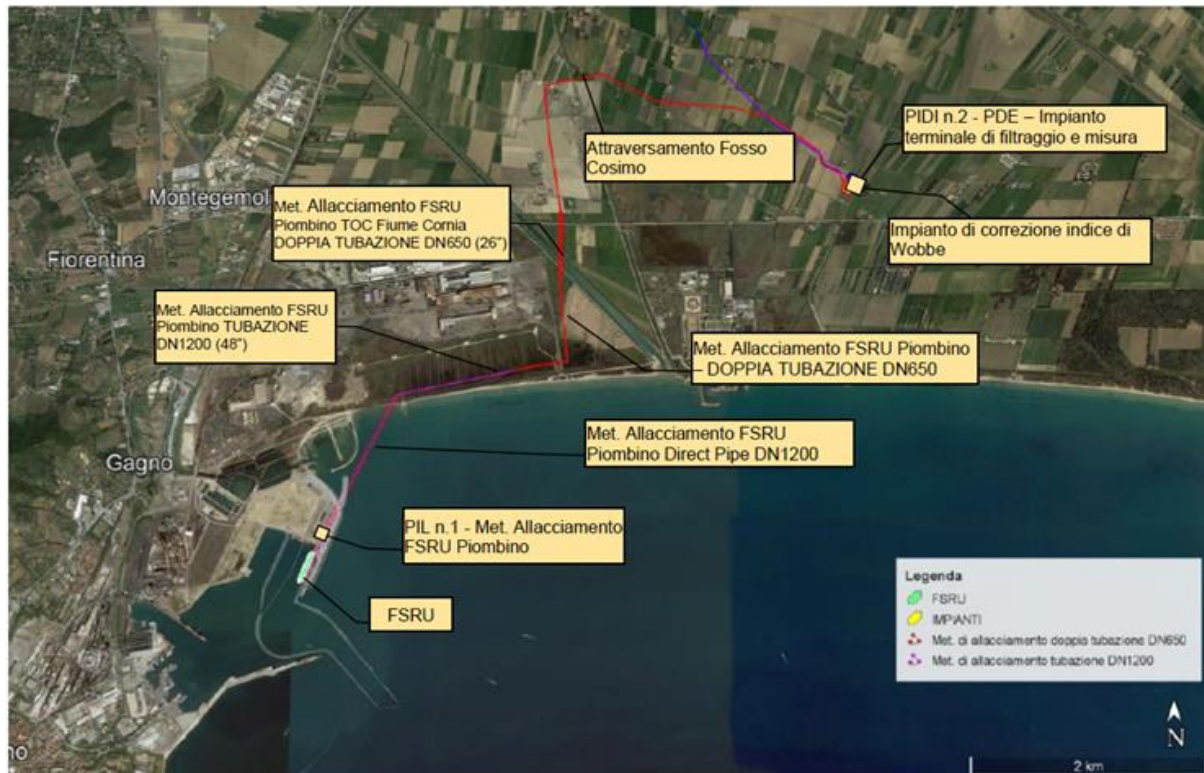 PIDI n.2 - PDE – Impianto
terminale di filtraggio e misura
Attraversamento Fosso
Cosimo
Montegemol
Met. Allacciamento FSRU
Piombino TOC Fiume Cornia
DOPPIA TUBAZIONE DN650 (26")
Impianto di correzione indice di
Wobbe
Fiorentina
Met. Allacciamento FSRU
Piombino TUBAZIONE
DN1200 (48")
Met. Allacciamento FSRU Piombino
– DOPPIA TUBAZIONE DN650
Met. Allacciamento FSRU
Piombino Direct Pipe DN1200
Gagno
PIL n.1 - Met. Allacciamento
FSRU Piombino
FSRU
Legenda
FSRU
IMPIANTI
Met. di allacciamento doppia tubazione DN650
Met. di allacciamento tubazione DN1200
N
2 km
no